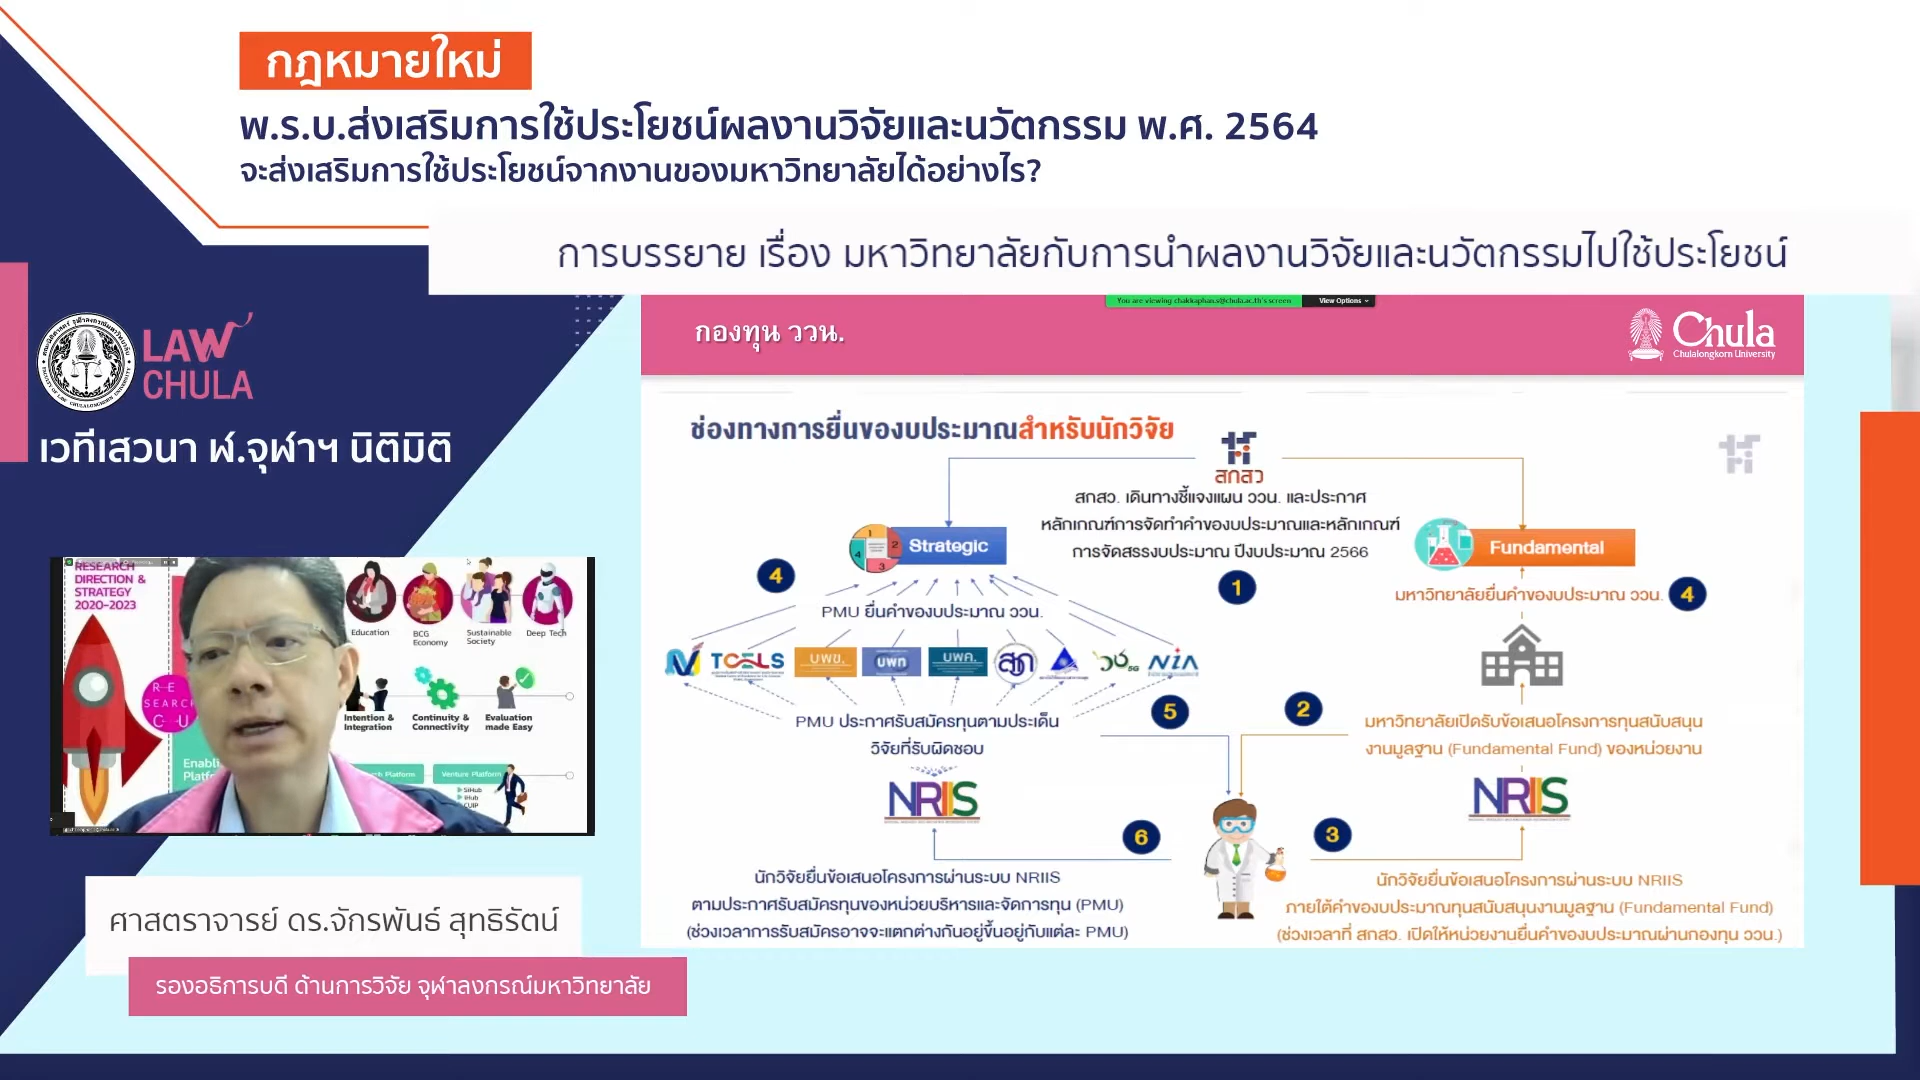 กฎหมายใหม่
พ.ร.บ.ส่งเสริมการใช้ประโยชน์ผลงานวิจัยและนวัตกรรม พ.ศ. 2564
จะส่งเสริมการใช้ประโยชน์จากงานของมหาวิทยาลัยได้อย่างไร?
การบรรยาย เรื่อง มหาวิทยาลัยกับการนำผลงานวิจัยและนวัตกรรมไปใช้ประโยชน์
You are viewing chakkaphan.s@chula.ac.th's screen
View Options
LAW
CHULA
เวทีเสวนา ฬ.จุฬาฯ นิติมิติ
กองทุน ววน.
Chula
Chulalongkorn University
ช่องทางการยื่นของบประมาณสำหรับนักวิจัย
สกสว
สกสว. เดินทางชี้แจงแผน ววน. และประกาศ
หลักเกณฑ์การจัดทำคำของบประมาณและหลักเกณฑ์
การจัดสรรงบประมาณ ปีงบประมาณ 2566
1
Strategic
4
PMU ยื่นคำของบประมาณ ววน.
TCELS
บพข.
บพท
บพค.
สวก
5G
NIA
PMU ประกาศรับสมัครทุนตามประเด็น
วิจัยที่รับผิดชอบ
5
NRIIS
6
นักวิจัยยื่นข้อเสนอโครงการผ่านระบบ NRIIS
ตามประกาศรับสมัครทุนของหน่วยบริหารและจัดการทุน (PMU)
(ช่วงเวลาการรับสมัครอาจจะแตกต่างกันอยู่ขึ้นอยู่กับแต่ละ PMU)
Fundamental
มหาวิทยาลัยยื่นคำของบประมาณ ววน.
4
2
มหาวิทยาลัยเปิดรับข้อเสนอโครงการทุนสนับสนุน
งานมูลฐาน (Fundamental Fund) ของหน่วยงาน
NRIIS
3
นักวิจัยยื่นข้อเสนอโครงการผ่านระบบ NRIIS
ภายใต้คำของบประมาณทุนสนับสนุนงานมูลฐาน (Fundamental Fund)
(ช่วงเวลาที่ สกสว. เปิดให้หน่วยงานยื่นคำของบประมาณผ่านกองทุน ววน.)
RESEARCH
DIRECTION &
STRATEGY
2020-2023
Education
BCG
Economy
Sustainable
Society
Deep Tech
RE
SEARCH
CU
Intention &
Integration
Continuity &
Connectivity
Evaluation
made Easy
Platform
Venture Platform
SiHub
iHub
CUIP
ศาสตราจารย์ ดร.จักรพันธ์ สุทธิรัตน์
รองอธิการบดี ด้านการวิจัย จุฬาลงกรณ์มหาวิทยาลัย